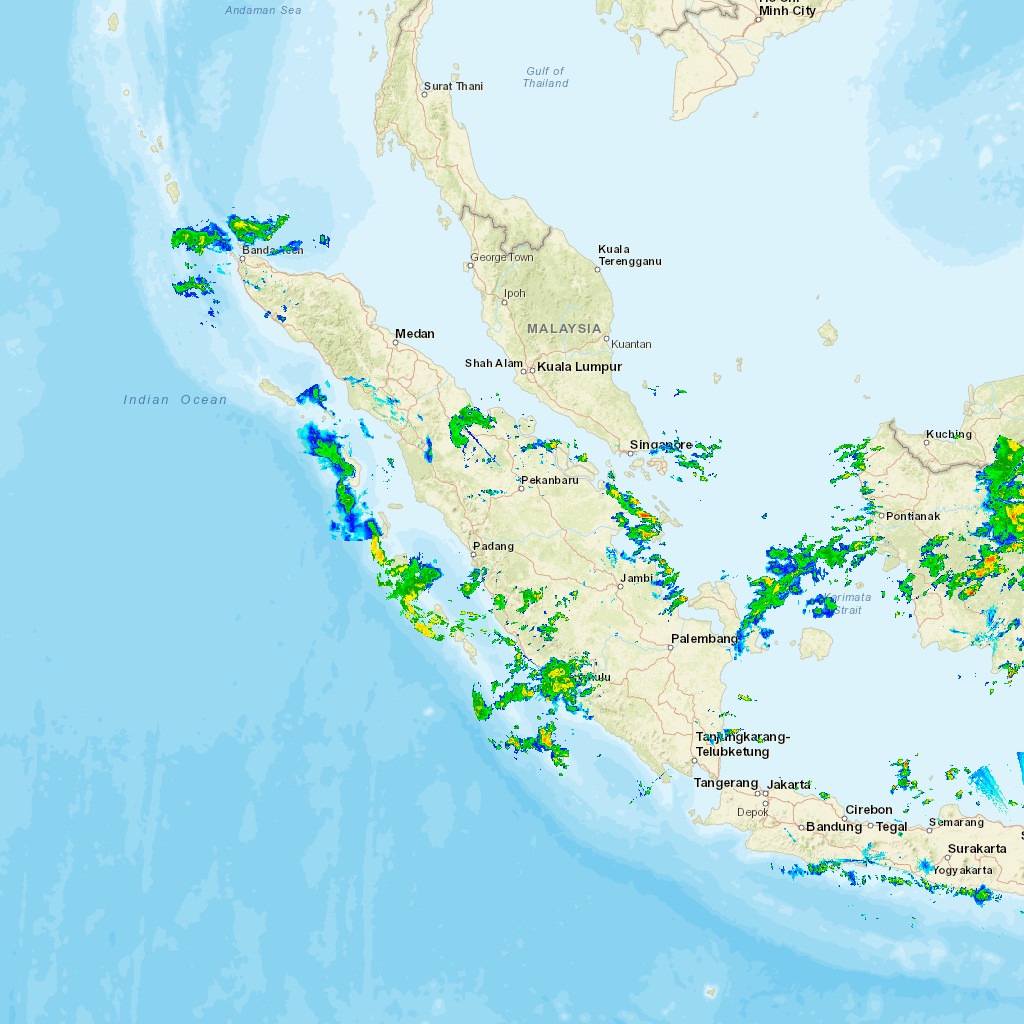 Andaman Sea
Minh City
Gulf of
Thailand
Surat Thani
Banda Aceh
George Town
Kuala
Terengganu
Ipoh
MALAYSIA
Medan
Kuantan
Shah Alam
Kuala Lumpur
Indian Ocean
Kuching
Singapore
Pekanbaru
Pontianak
Padang
Jambi
Karimata
Strait
Palembang
Tanjungkarang-
Telubketung
Tangerang
Jakarta
Depok
Cirebon
Bandung
Tegal
Semarang
Surakarta
Yogyakarta